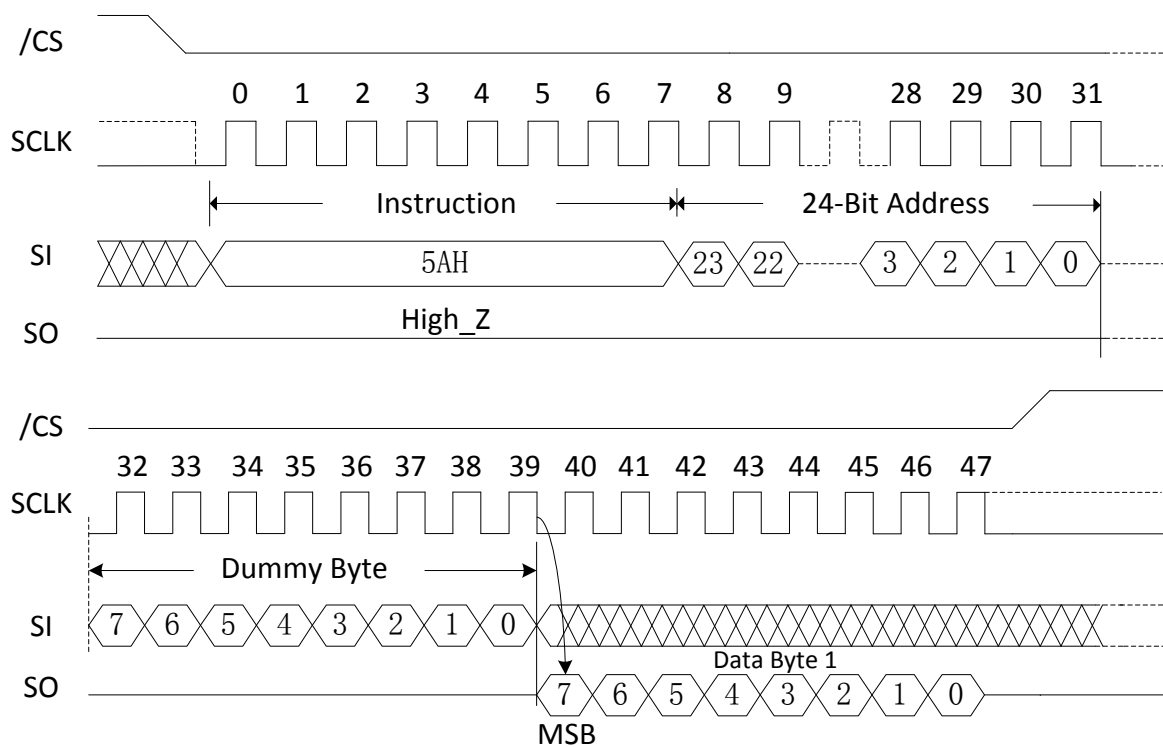 /CS
0 1 2 3 4 5 6 7 8 9 28 29 30 31
SCLK
Instruction 24-Bit Address
SI 5AH 23 22 3 2 1 0
High_Z
SO
/CS
32 33 34 35 36 37 38 39 40 41 42 43 44 45 46 47
SCLK
Dummy Byte
SI 7 6 5 4 3 2 1 0
Data Byte 1
SO 7 6 5 4 3 2 1 0
MSB